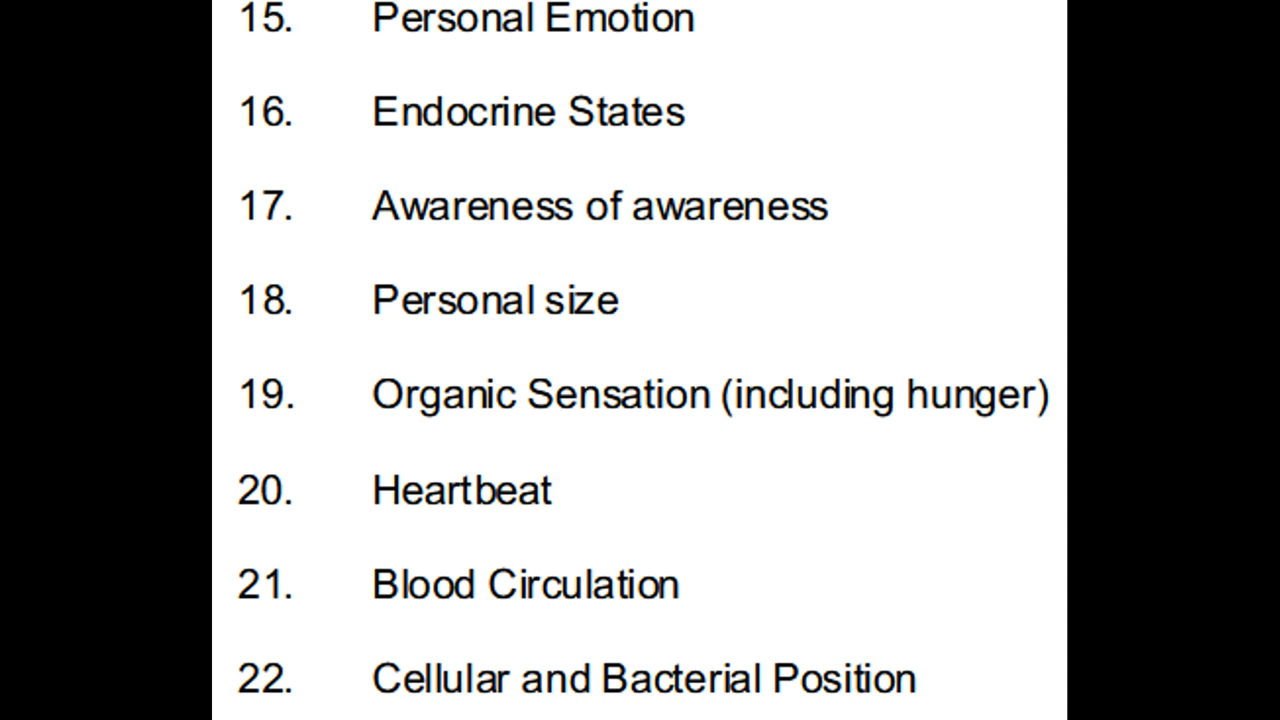 15. Personal Emotion
16. Endocrine States
17. Awareness of awareness
18. Personal size
19. Organic Sensation (including hunger)
20. Heartbeat
21. Blood Circulation
22. Cellular and Bacterial Position